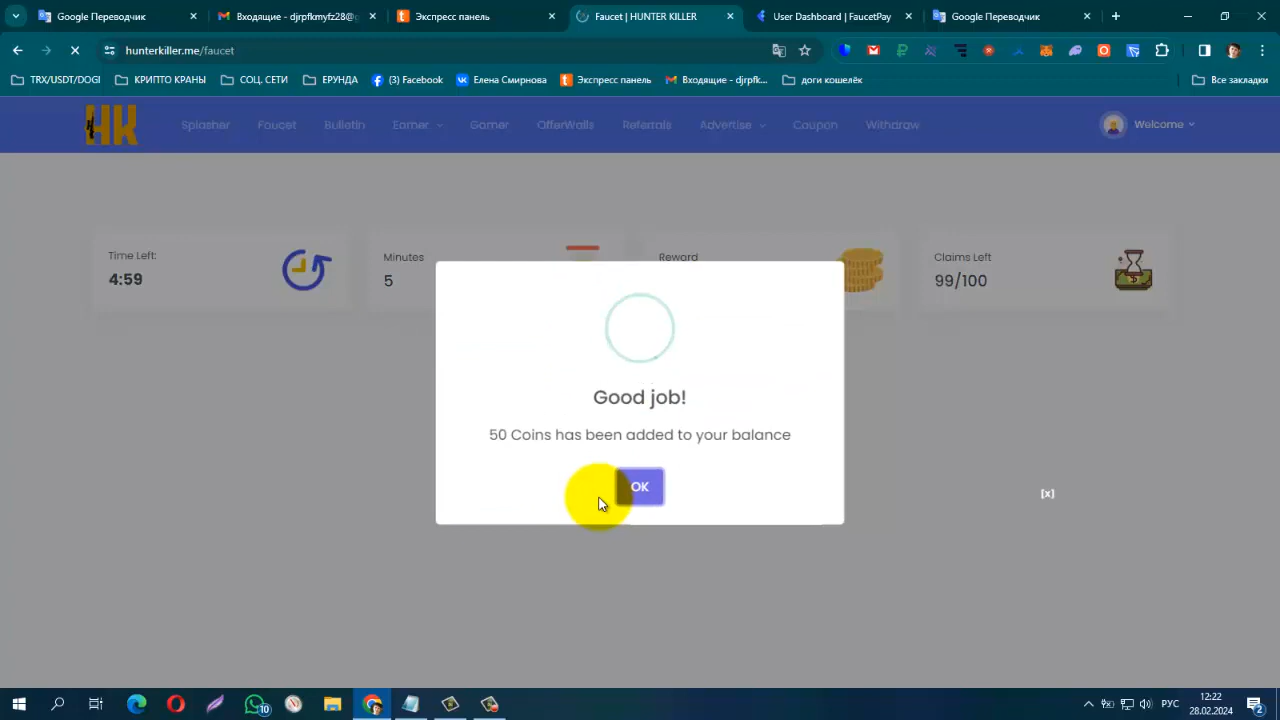 Google Переводчик
Входящие - djrpfkmyfz28@g
Экспресс панель
Faucet | HUNTER KILLER
User Dashboard | FaucetPay
Google Переводчик
hunterkiller.me/faucet
TRX/USDT/DOGI
КРИПТО КРАНЫ
СОЦ. СЕТИ
ЕРУНДА
(3) Facebook
Елена Смирнова
Экспресс панель
Входящие - djrpfk...
доги кошелёк
Все закладки
HK
Splasher
Faucet
Bulletin
Earner
Gamer
OfferWalls
Referrals
Advertise
Coupon
Withdraw
Welcome
Time Left:
4:59
Minutes
5
Reward
Claims Left
99/100
Good job!
50 Coins has been added to your balance
OK
[x]
10
РУС
12:22
28.02.2024
2